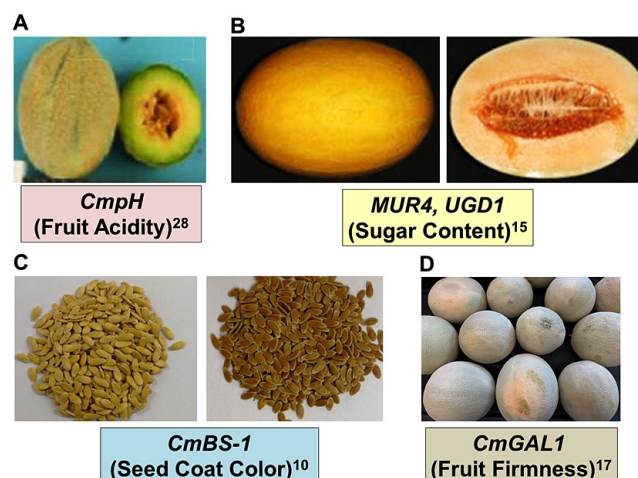 A
B
CmpH
(Fruit Acidity)28
MUR4, UGD1
(Sugar Content)15
C
D
CmBS-1
(Seed Coat Color)10
CmGAL1
(Fruit Firmness)17